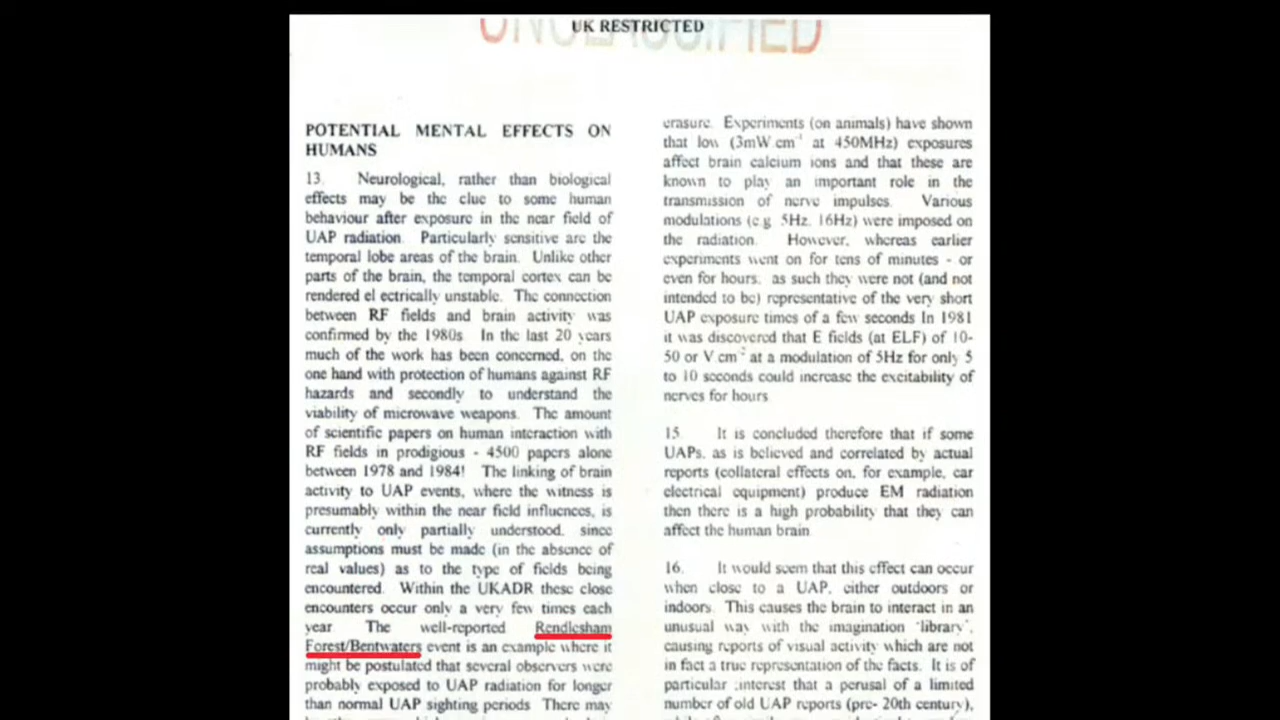 UNCLASSIFIED
UK RESTRICTED
POTENTIAL MENTAL EFFECTS ON
HUMANS
13. Neurological, rather than biological
effects may be the clue to some human
behaviour after exposure in the near field of
UAP radiation. Particularly sensitive are the
temporal lobe areas of the brain. Unlike other
parts of the brain, the temporal cortex can be
rendered el ectrically unstable. The connection
between RF fields and brain activity was
confirmed by the 1980s. In the last 20 years
much of the work has been concerned, on the
one hand with protection of humans against RF
hazards and secondly to understand the
viability of microwave weapons. The amount
of scientific papers on human interaction with
RF fields in prodigious - 4500 papers alone
between 1978 and 1984! The linking of brain
activity to UAP events, where the witness is
presumably within the near field influences, is
currently only partially understood, since
assumptions must be made (in the absence of
real values) as to the type of fields being
encountered. Within the UKADR these close
encounters occur only a very few times each
year The well-reported Rendlesham
Forest/Bentwaters event is an example where it
might be postulated that several observers were
probably exposed to UAP radiation for longer
than normal UAP sighting periods There may
erasure. Experiments (on animals) have shown
that low (3mW.cm⁻¹ at 450MHz) exposures
affect brain calcium ions and that these are
known to play an important role in the
transmission of nerve impulses. Various
modulations (e.g. 5Hz, 16Hz) were imposed on
the radiation. However, whereas earlier
experiments went on for tens of minutes - or
even for hours, as such they were not (and not
intended to be) representative of the very short
UAP exposure times of a few seconds In 1981
it was discovered that E fields (at ELF) of 10-
50 or V cm⁻² at a modulation of 5Hz for only 5
to 10 seconds could increase the excitability of
nerves for hours
15. It is concluded therefore that if some
UAPs, as is believed and correlated by actual
reports (collateral effects on, for example, car
electrical equipment) produce EM radiation
then there is a high probability that they can
affect the human brain
16. It would seem that this effect can occur
when close to a UAP, either outdoors or
indoors. This causes the brain to interact in an
unusual way with the imagination 'library',
causing reports of visual activity which are not
in fact a true representation of the facts. It is of
particular interest that a perusal of a limited
number of old UAP reports (pre- 20th century),